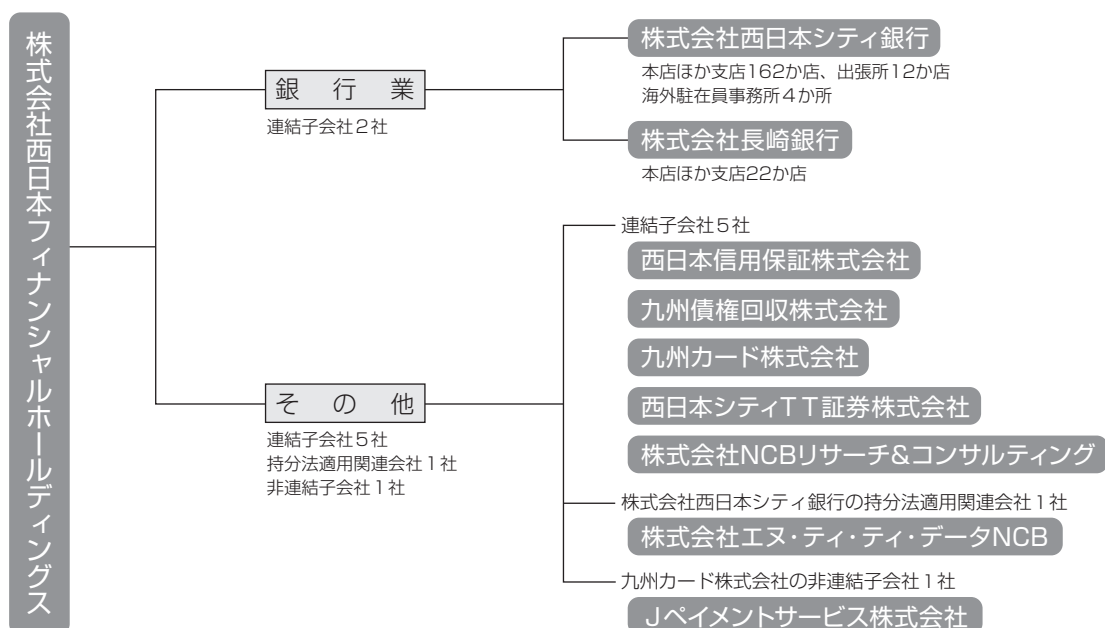 株式会社西日本フィナンシャルホールディングス
銀行業
連結子会社2社
株式会社西日本シティ銀行
本店ほか支店162か店、出張所12か店
海外駐在員事務所4か所
株式会社長崎銀行
本店ほか支店22か店
その他
連結子会社5社
持分法適用関連会社1社
非連結子会社1社
連結子会社5社
西日本信用保証株式会社
九州債権回収株式会社
九州カード株式会社
西日本シティTT証券株式会社
株式会社NCBリサーチ&コンサルティング
株式会社西日本シティ銀行の持分法適用関連会社1社
株式会社エヌ・ティ・ティ・データNCB
九州カード株式会社の非連結子会社1社
Jペイメントサービス株式会社